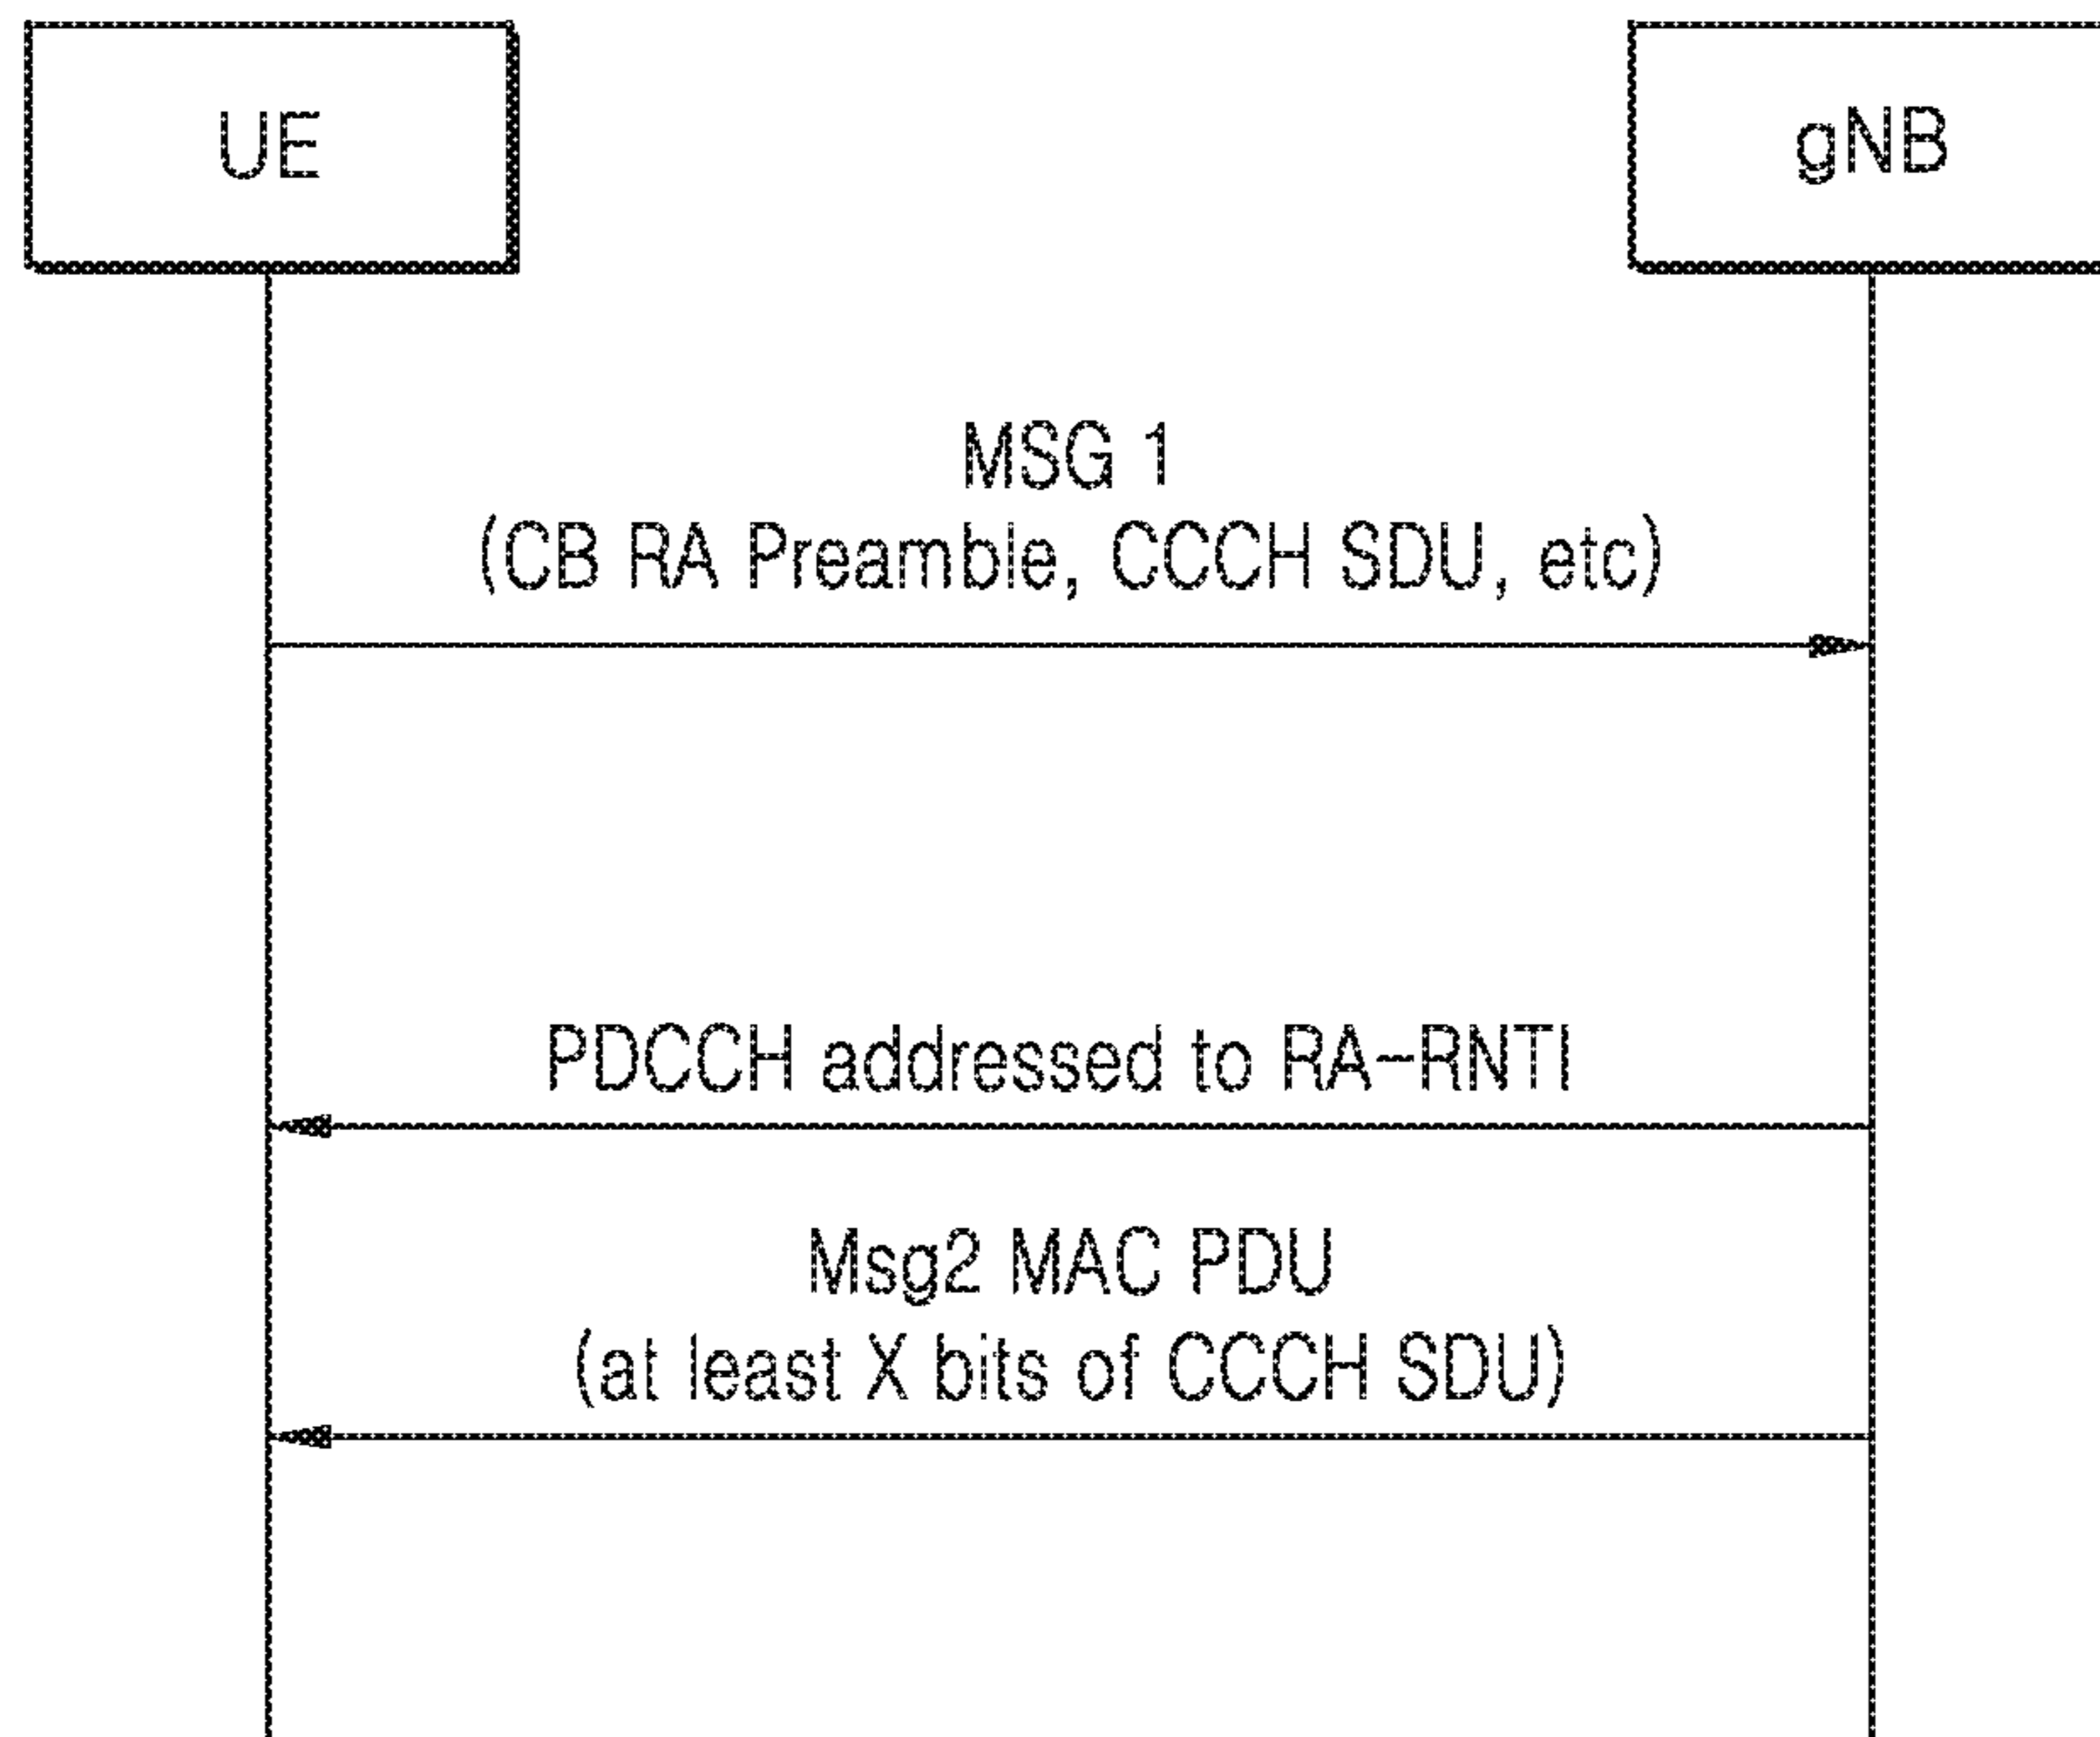 UE
gNB
MSG 1
(CB RA Preamble, CCCH SDU, etc)
PDCCH addressed to RA-RNTI
Msg2 MAC PDU
(at least X bits of CCCH SDU)